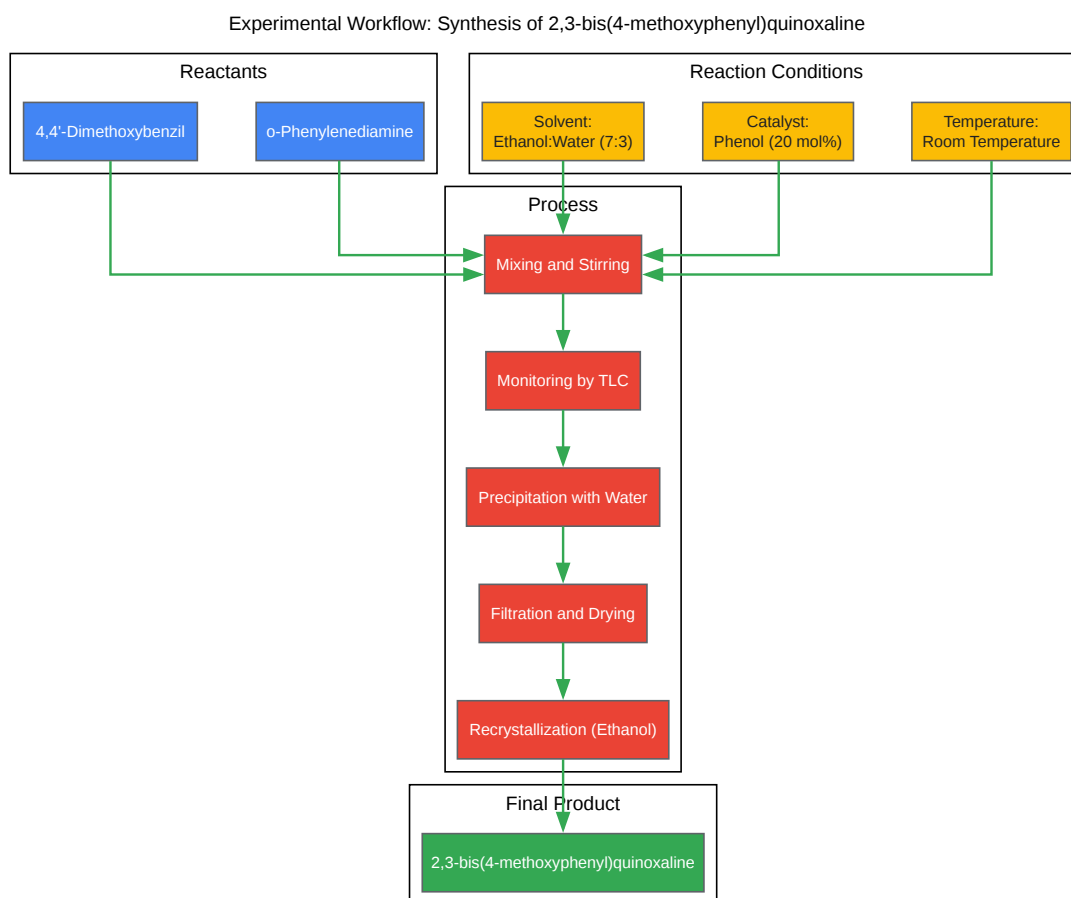 Experimental Workflow: Synthesis of 2,3-bis(4-methoxyphenyl)quinoxaline
Reactants
Reaction Conditions
4,4'-Dimethoxybenzil
o-Phenylenediamine
Solvent:
Ethanol:Water (7:3)
Catalyst:
Phenol (20 mol%)
Temperature:
Room Temperature
Process
Mixing and Stirring
Monitoring by TLC
Precipitation with Water
Filtration and Drying
Recrystallization (Ethanol)
Final Product
2,3-bis(4-methoxyphenyl)quinoxaline